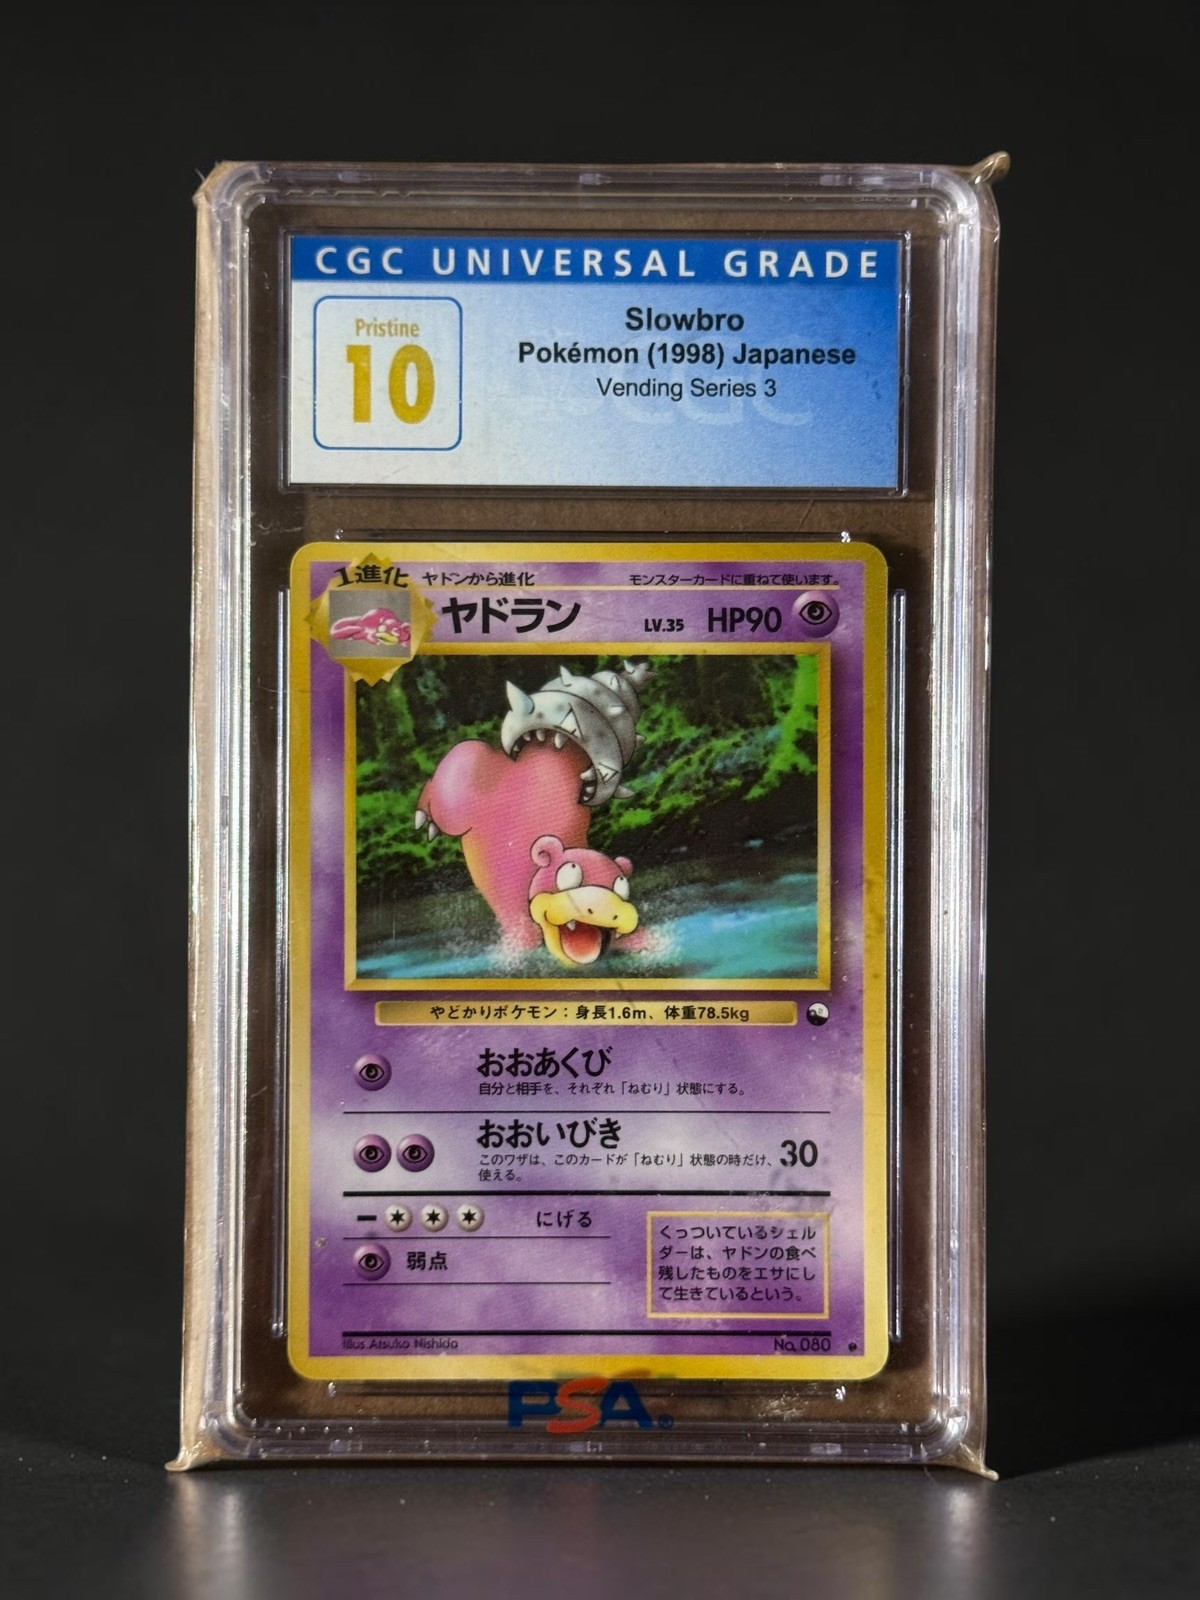 CGC UNIVERSAL GRADE
Pristine
10
Slowbro
Pokémon (1998) Japanese
Vending Series 3
1進化
ヤドンから進化
モンスターカードに重ねて使います。
ヤドラン
LV.35
HP90
やどかりポケモン：身長1.6m、体重78.5kg
おおあくび
自分と相手を、それぞれ「ねむり」状態にする。
おおいびき
このワザは、このカードが「ねむり」状態の時だけ、
使える。
30
にげる
弱点
くっついているシェル
ダーは、ヤドンの食べ
残したものをエサにし
て生きているという。
Illus. Atsuko Nishida
No. 080
PSA®